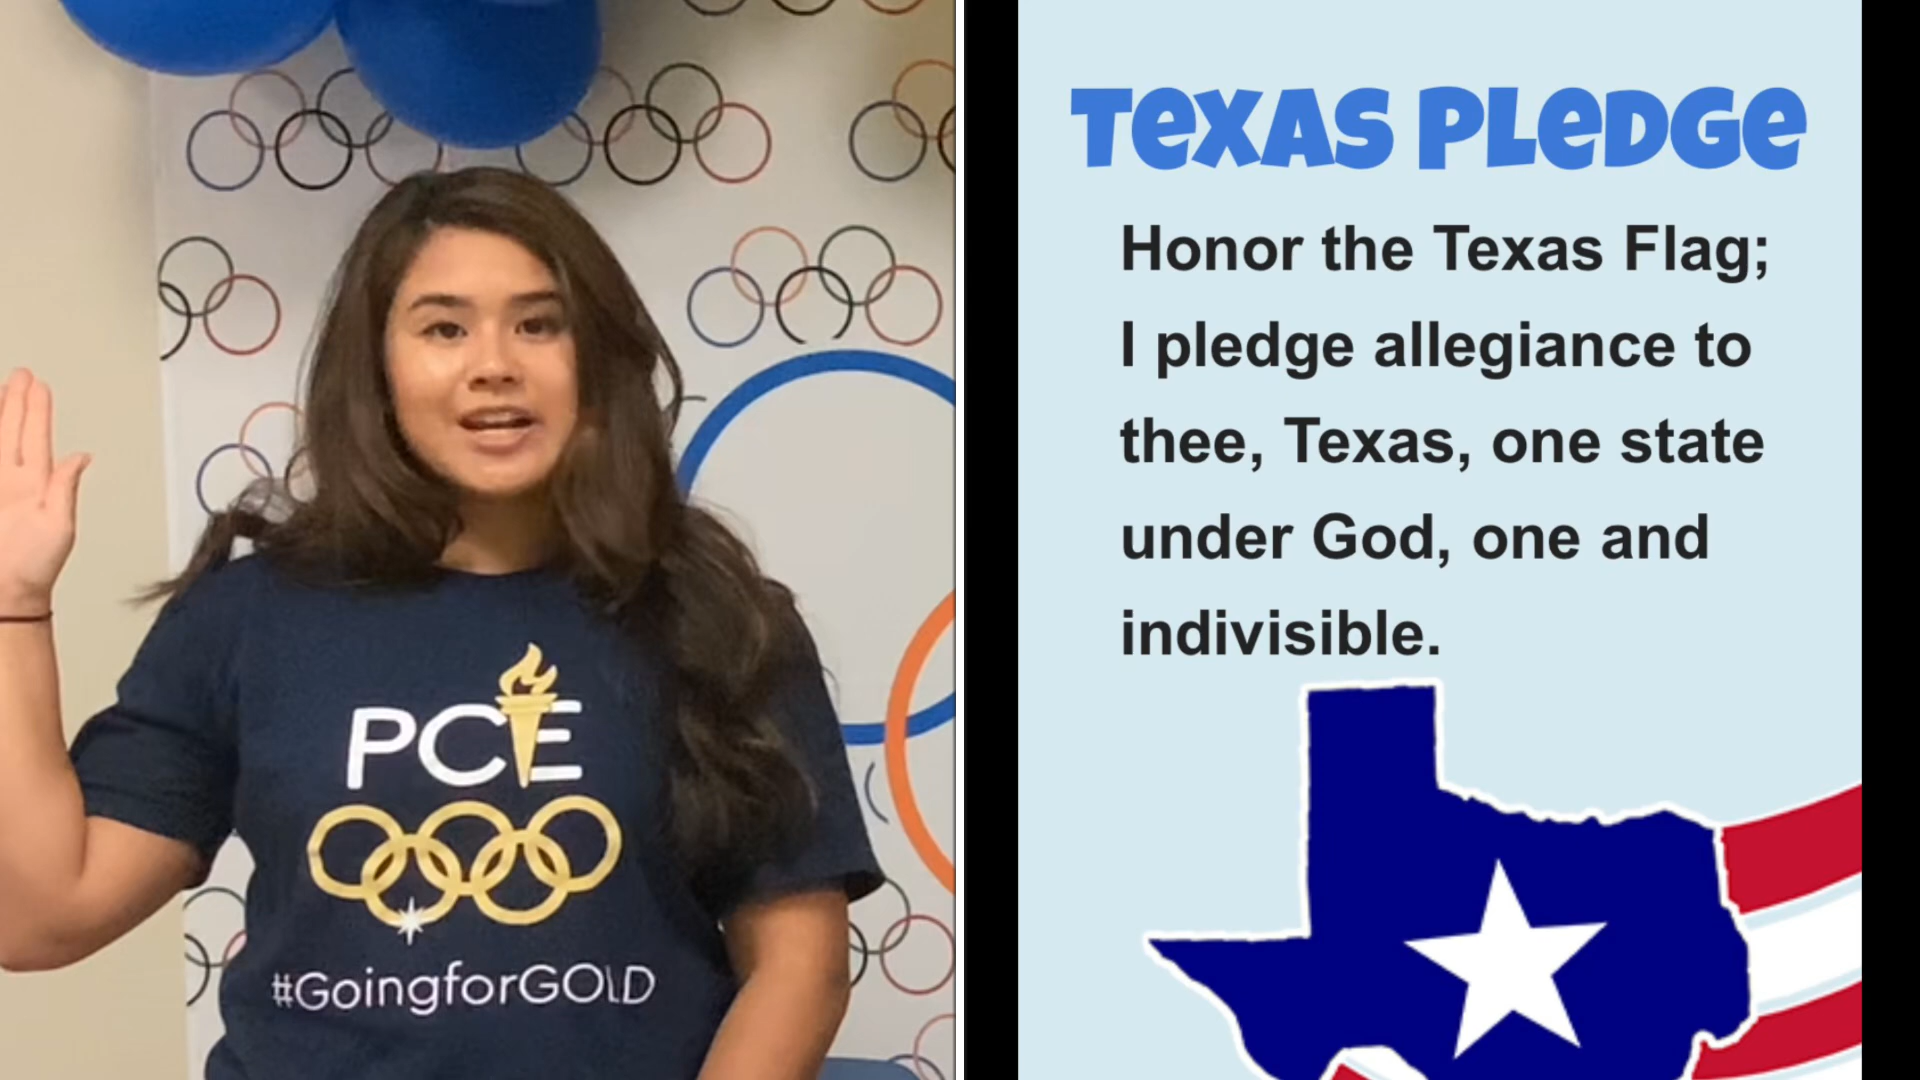 PCE
#GoingforGOLD
TEXAS PLEDGE
Honor the Texas Flag;
I pledge allegiance to
thee, Texas, one state
under God, one and
indivisible.